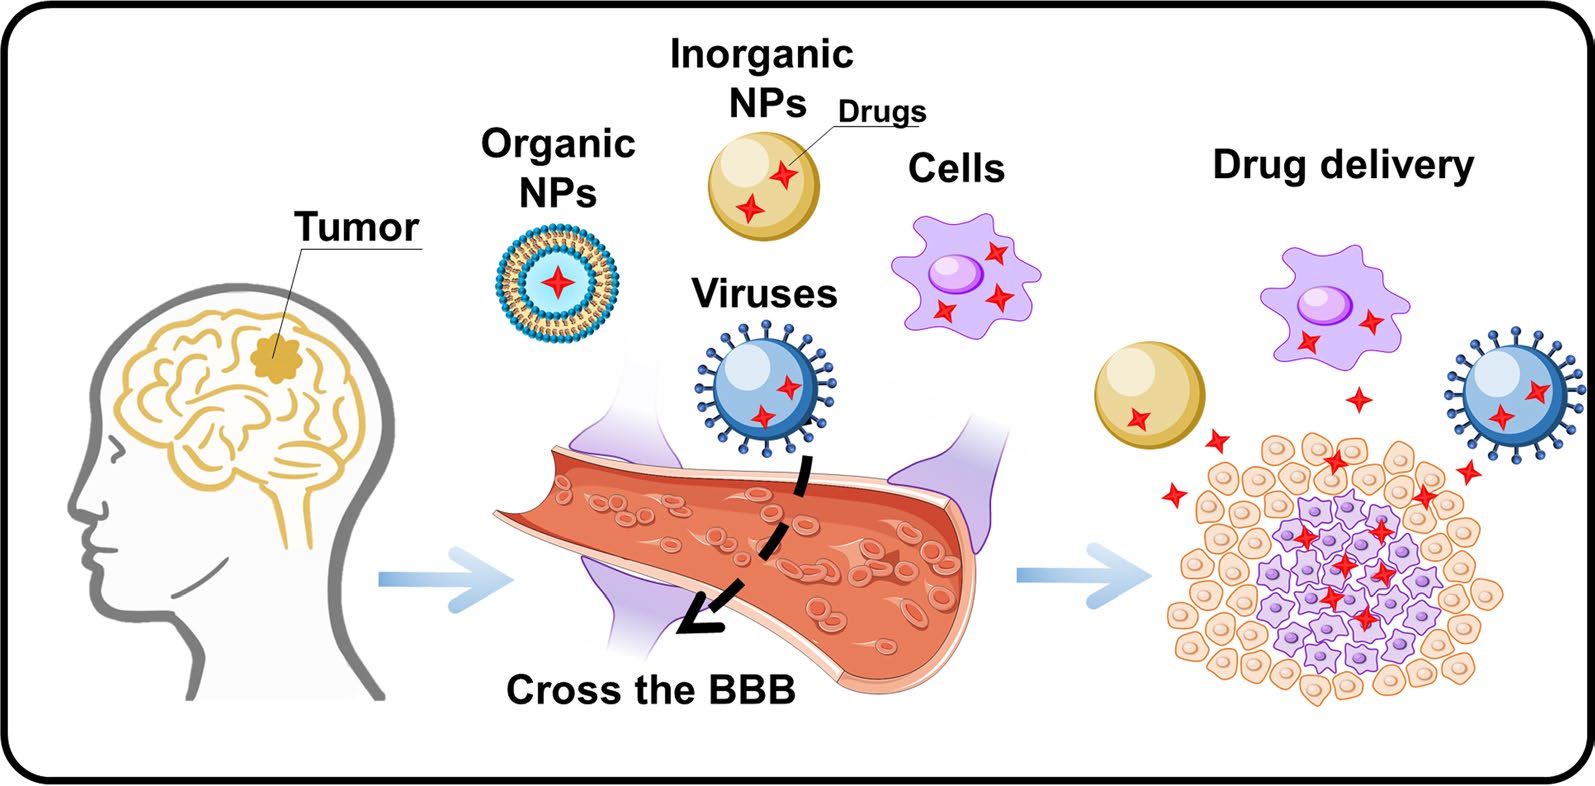 Tumor
Organic
NPs
Inorganic
NPs
Drugs
Cells
Viruses
Cross the BBB
Drug delivery